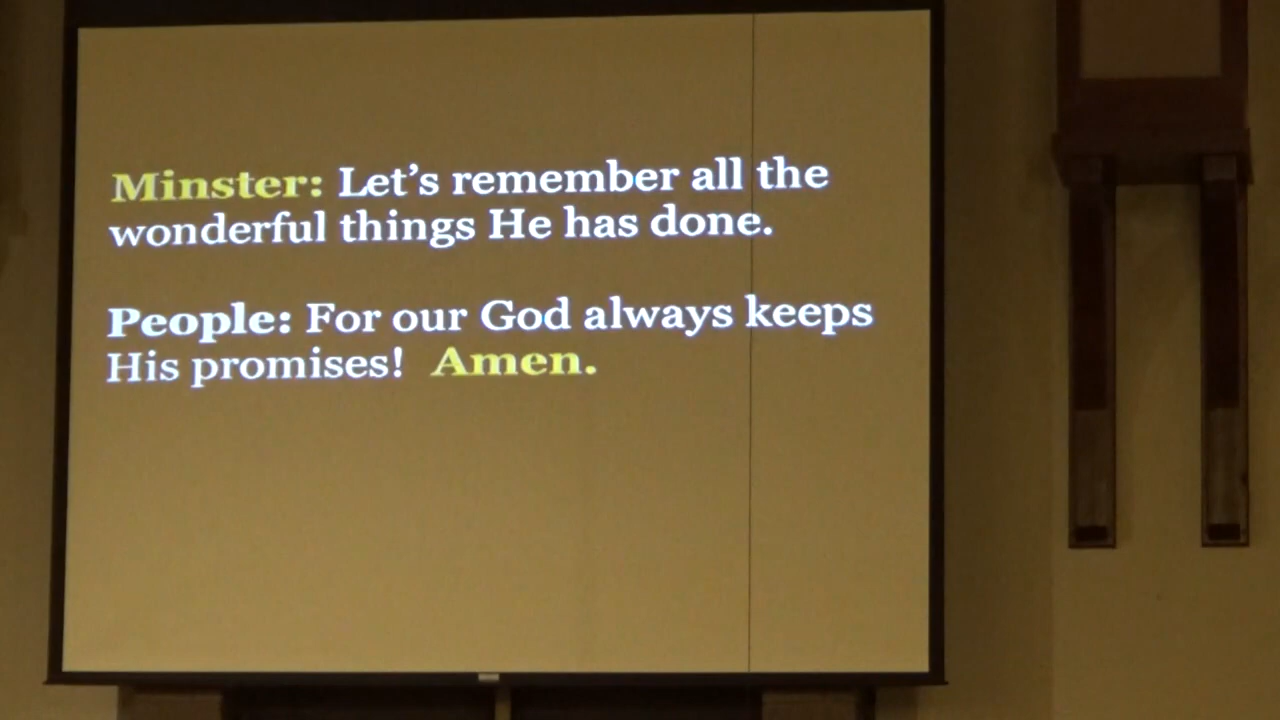 Minster: Let's remember all the
wonderful things He has done.
People: For our God always keeps
His promises! Amen.